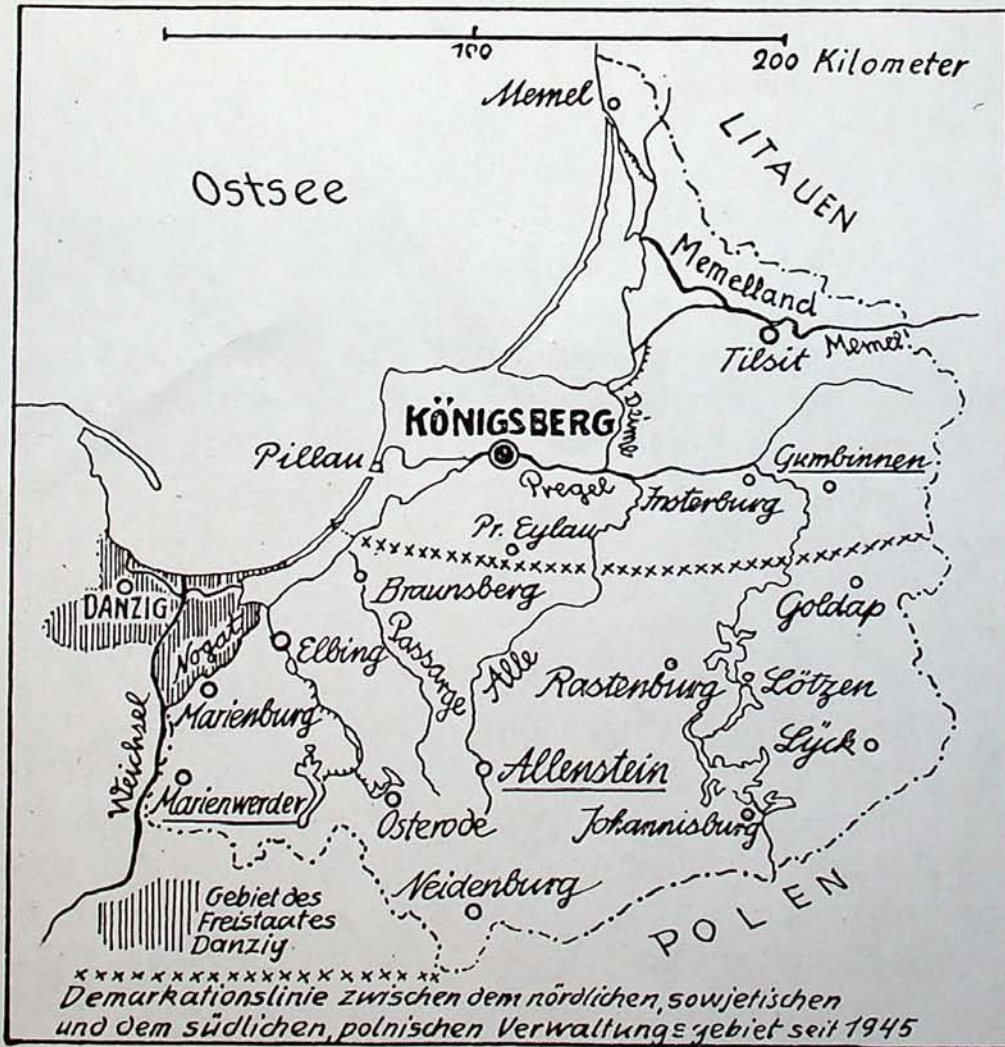 100
200 Kilometer
Memel
LITAUEN
Ostsee
Memelland
Tilsit
Memel
KÖNIGSBERG
Deime
Pillau
Pregel
Gumbinnen
Insterburg
Pr. Eylau
Braunsberg
Goldap
DANZIG
Nogat
Elbing
Passarge
Alle
Rastenburg
Lötzen
Marienburg
Weichsel
Lyck
Allenstein
Marienwerder
Osterode
Johannisburg
Neidenburg
POLEN
Gebiet des
Freistaates
Danzig
Demarkationslinie zwischen dem nördlichen, sowjetischen
und dem südlichen, polnischen Verwaltungsgebiet seit 1945